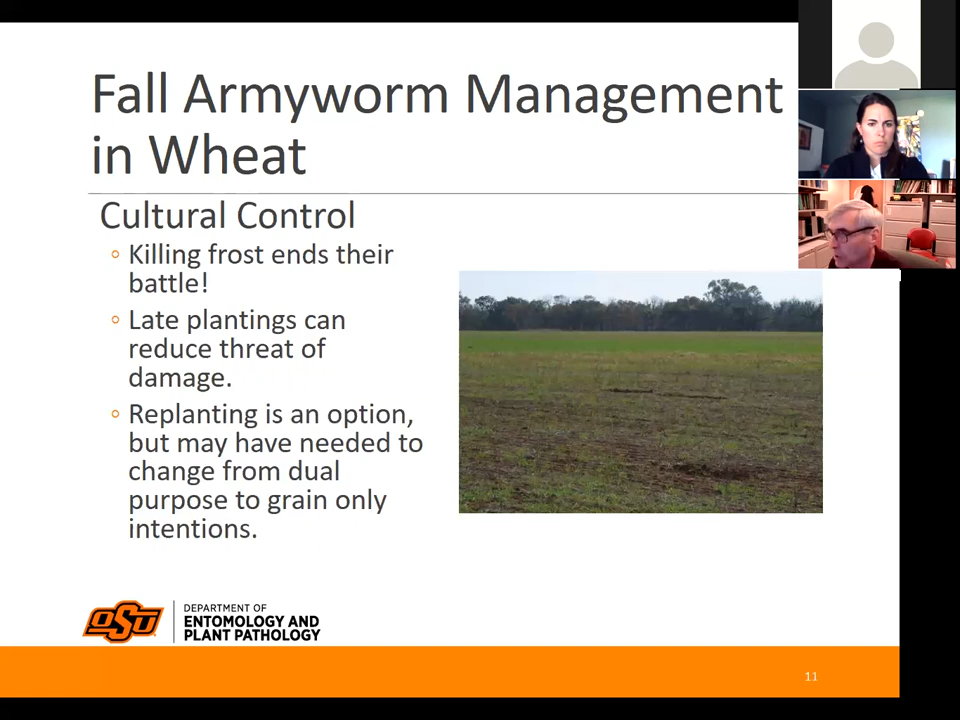 Fall Armyworm Management
in Wheat
Cultural Control
◦ Killing frost ends their
battle!
◦ Late plantings can
reduce threat of
damage.
◦ Replanting is an option,
but may have needed to
change from dual
purpose to grain only
intentions.
OSU
DEPARTMENT OF
ENTOMOLOGY AND
PLANT PATHOLOGY
11